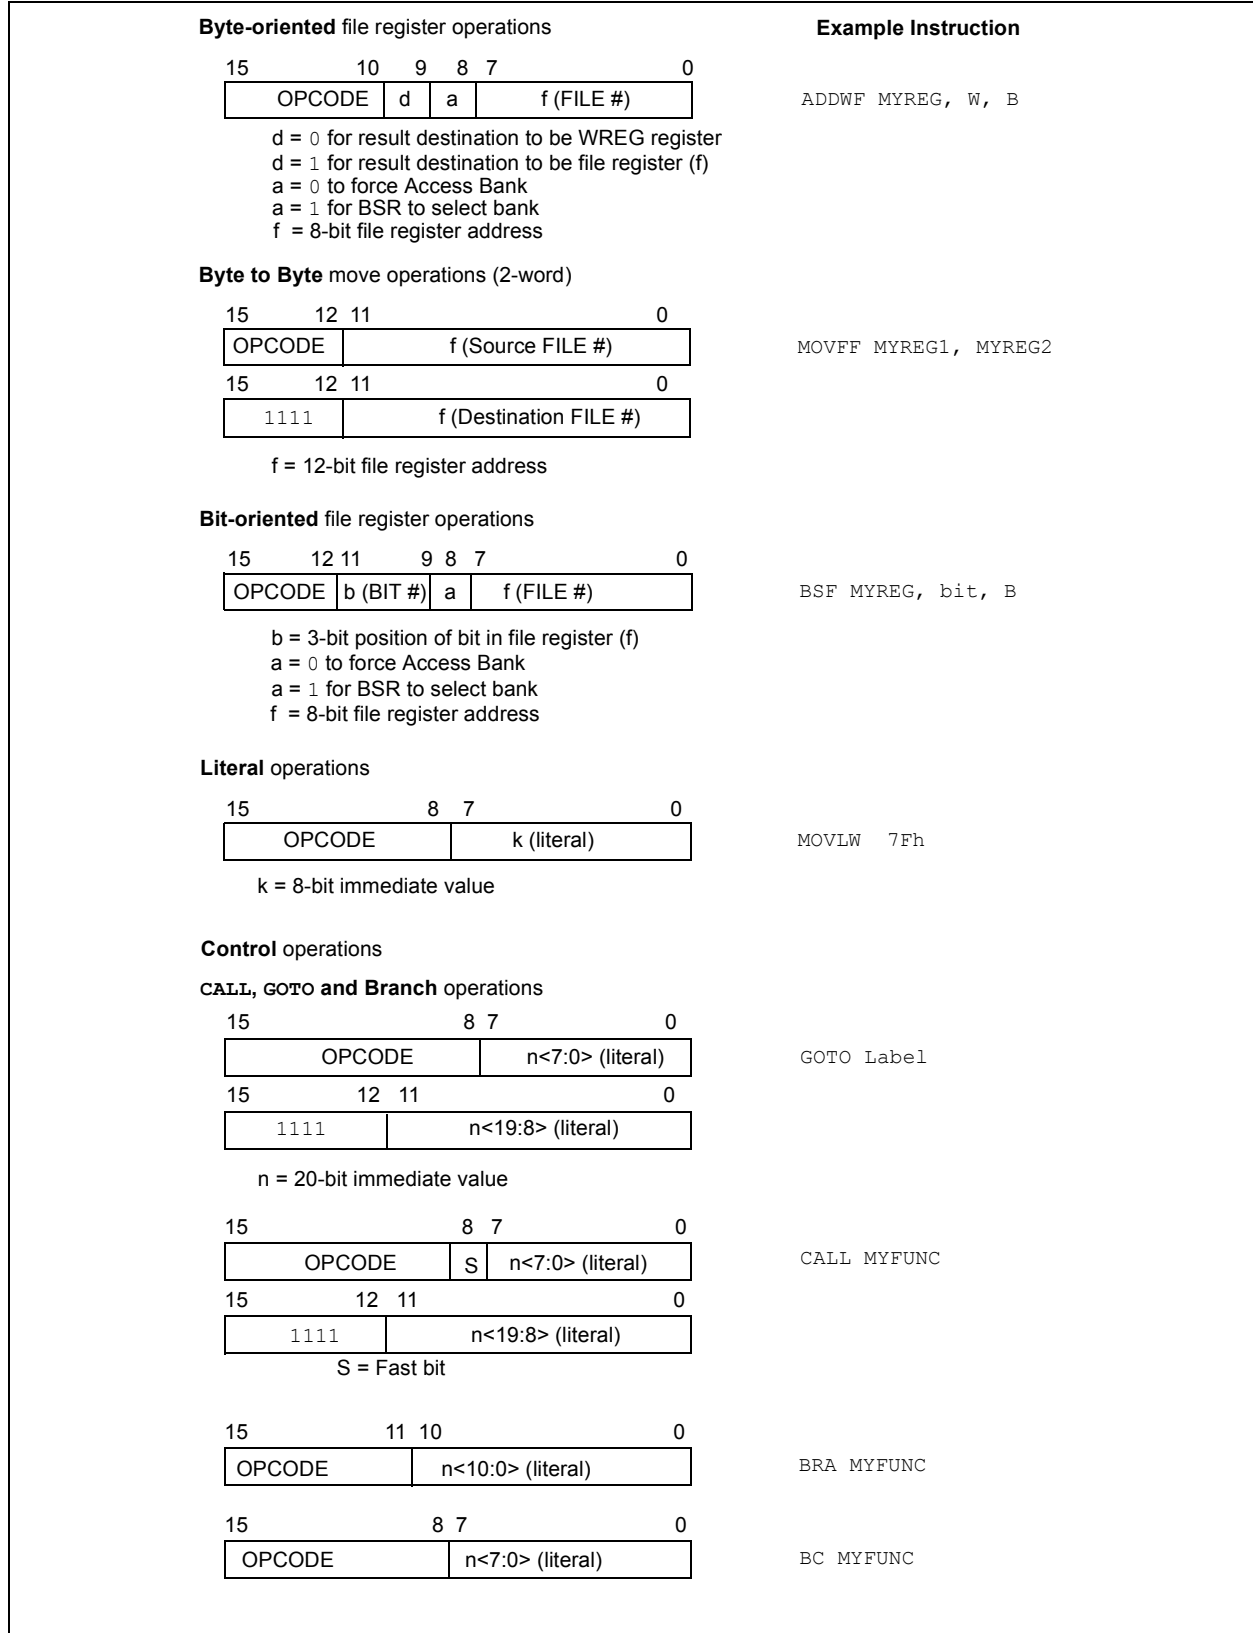 Byte-oriented file register operations Example Instruction
15 10 9 8 7 0
OPCODE d a f (FILE #) ADDWF MYREG, W, B
d = 0 for result destination to be WREG register
d = 1 for result destination to be file register (f)
a = 0 to force Access Bank
a = 1 for BSR to select bank
f = 8-bit file register address
Byte to Byte move operations (2-word)
15 12 11 0
OPCODE f (Source FILE #) MOVFF MYREG1, MYREG2
15 12 11 0
1111 f (Destination FILE #)
f = 12-bit file register address
Bit-oriented file register operations
15 12 11 9 8 7 0
OPCODE b (BIT #) a f (FILE #) BSF MYREG, bit, B
b = 3-bit position of bit in file register (f)
a = 0 to force Access Bank
a = 1 for BSR to select bank
f = 8-bit file register address
Literal operations
15 8 7 0
OPCODE k (literal) MOVLW 7Fh
k = 8-bit immediate value
Control operations
CALL, GOTO and Branch operations
15 8 7 0
OPCODE n<7:0> (literal) GOTO Label
15 12 11 0
1111 n<19:8> (literal)
n = 20-bit immediate value
15 8 7 0
OPCODE S n<7:0> (literal) CALL MYFUNC
15 12 11 0
1111 n<19:8> (literal)
S = Fast bit
15 11 10 0
OPCODE n<10:0> (literal) BRA MYFUNC
15 8 7 0
OPCODE n<7:0> (literal) BC MYFUNC